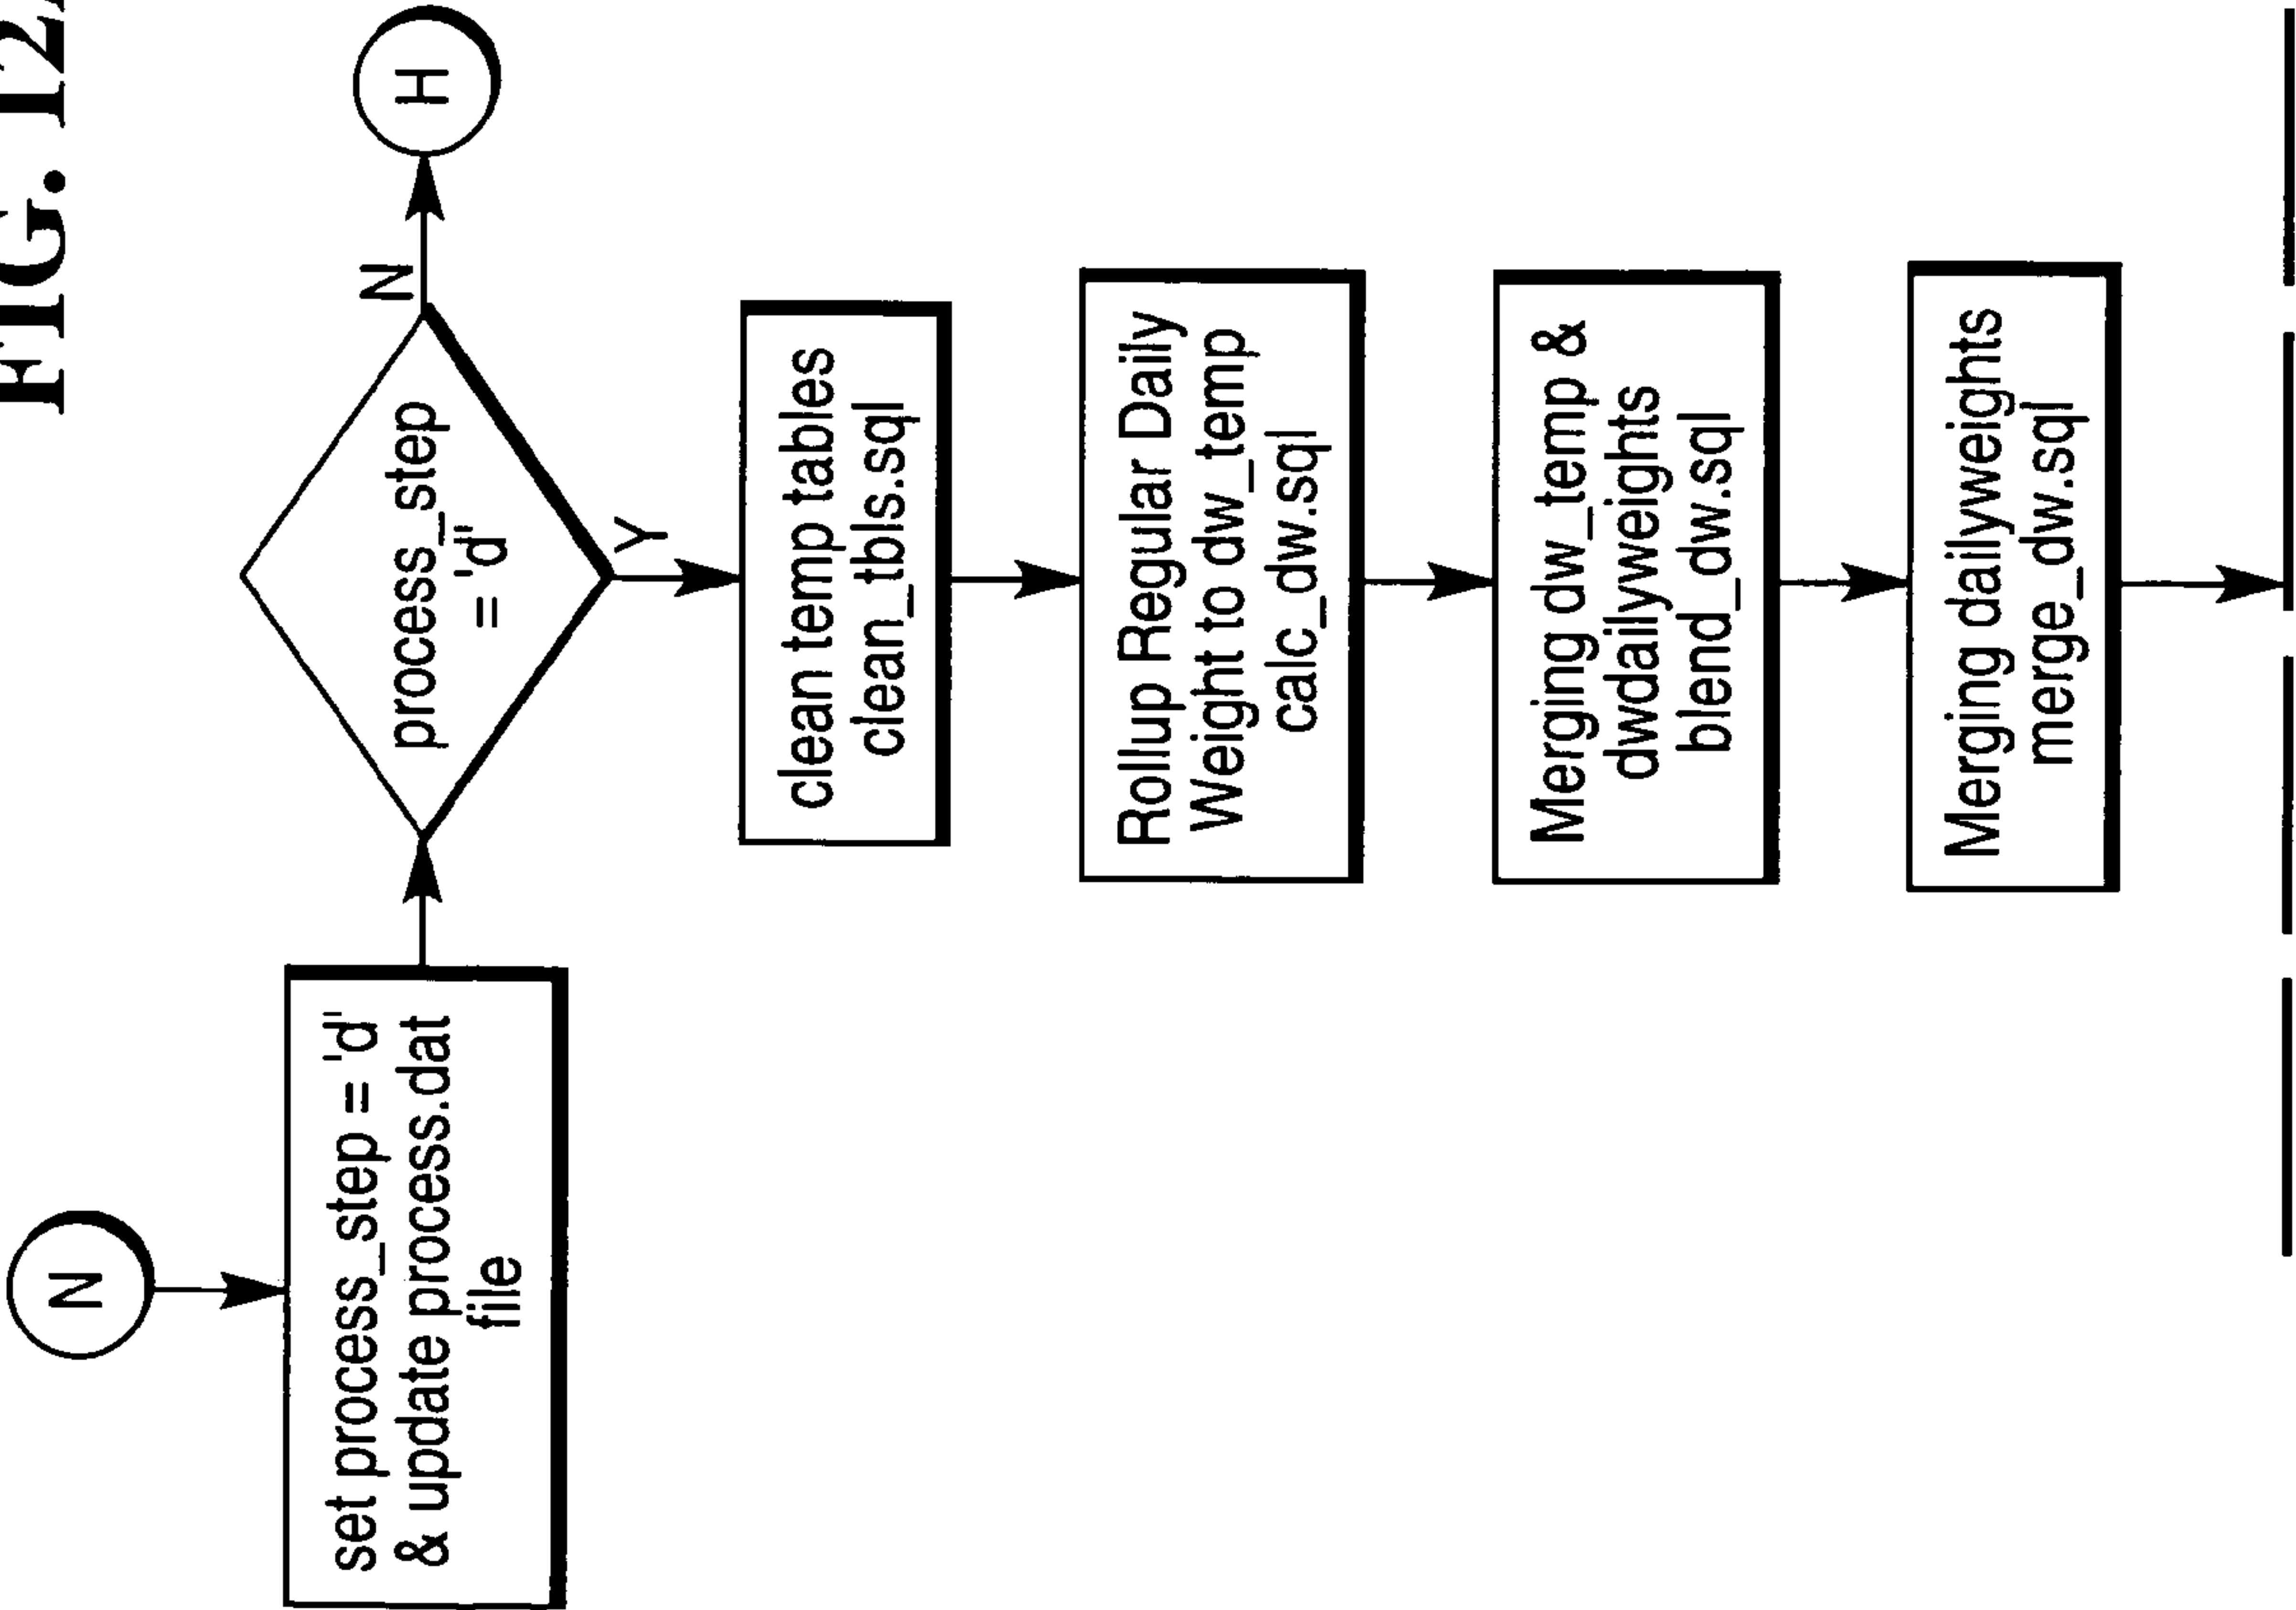 FIG. 12
N
set process_step = 'd'
& update process.dat
file
process_step
= 'd'
N
H
Y
clean temp tables
clean_tbls.sql
Rollup Regular Daily
Weight to dw_temp
calc_dw.sql
Merging dw_temp &
dwdailyweights
blend_dw.sql
Merging dailyweights
merge_dw.sql